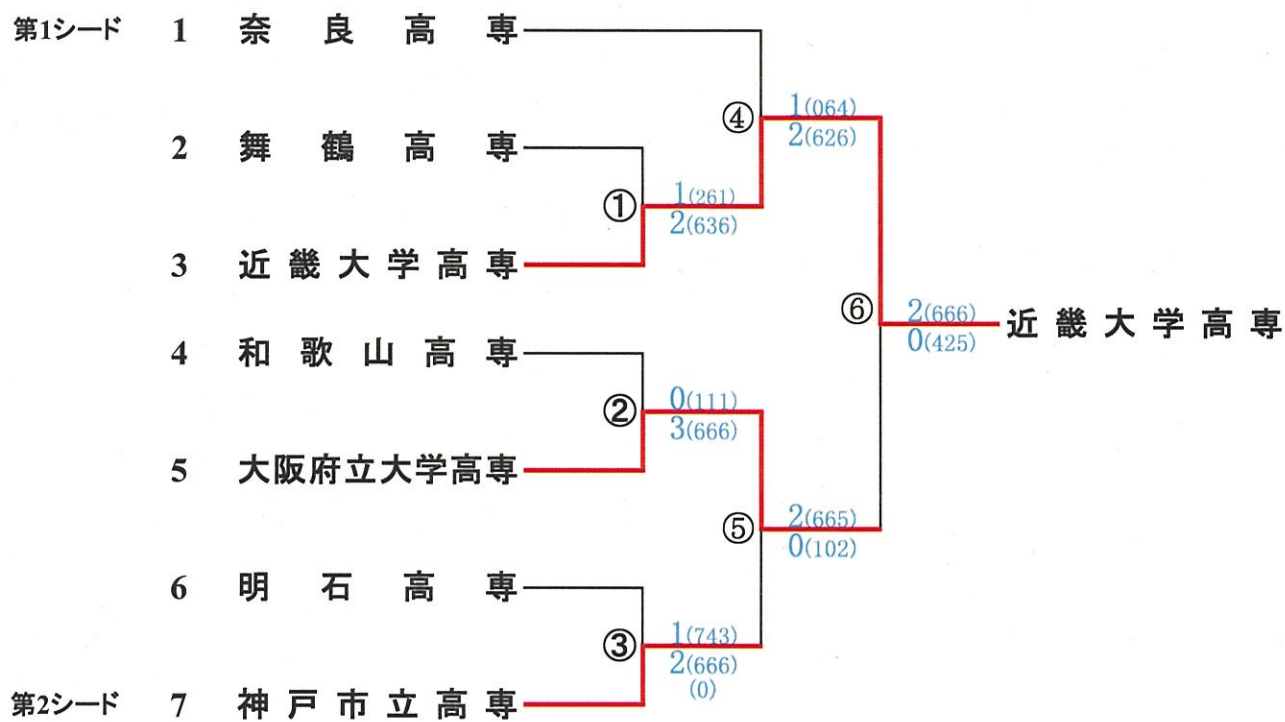 第1シード 1 奈良高専
④ 1(064)
2(626)
2 舞鶴高専
① 1(261)
2(636)
3 近畿大学高専
⑥ 2(666)
0(425)
近畿大学高専
4 和歌山高専
② 0(111)
3(666)
5 大阪府立大学高専
⑤ 2(665)
0(102)
6 明石高専
③ 1(743)
2(666)
(0)
第2シード 7 神戸市立高専